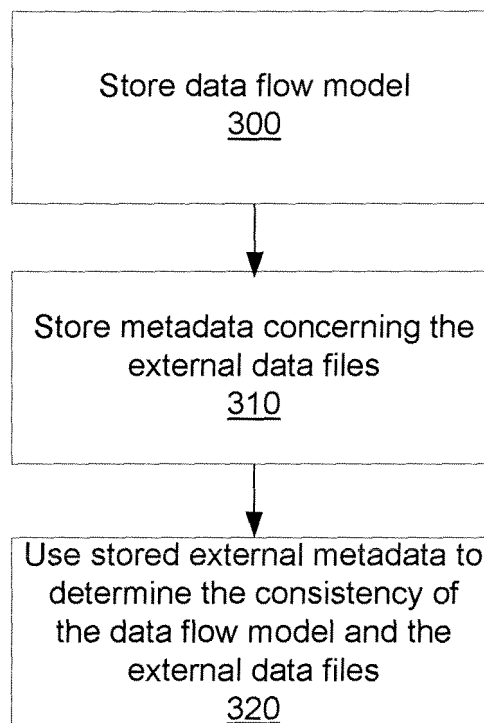 Store data flow model
300
Store metadata concerning the
external data files
310
Use stored external metadata to
determine the consistency of
the data flow model and the
external data files
320